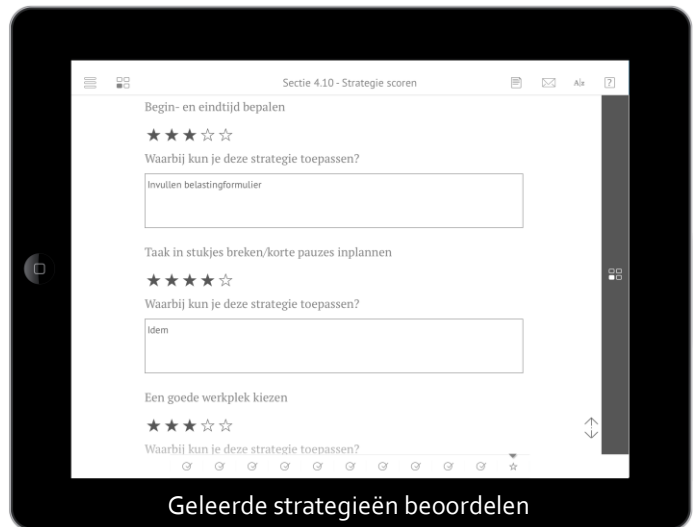 Sectie 4.10 - Strategie scoren
A|a
?
Begin- en eindtijd bepalen
★★★☆☆
Waarbij kun je deze strategie toepassen?
Invullen belastingformulier
Taak in stukjes breken/korte pauzes inplannen
★★★★☆
Waarbij kun je deze strategie toepassen?
Idem
Een goede werkplek kiezen
★★★☆☆
Waarbij kun je deze strategie toepassen?
Geleerde strategieën beoordelen